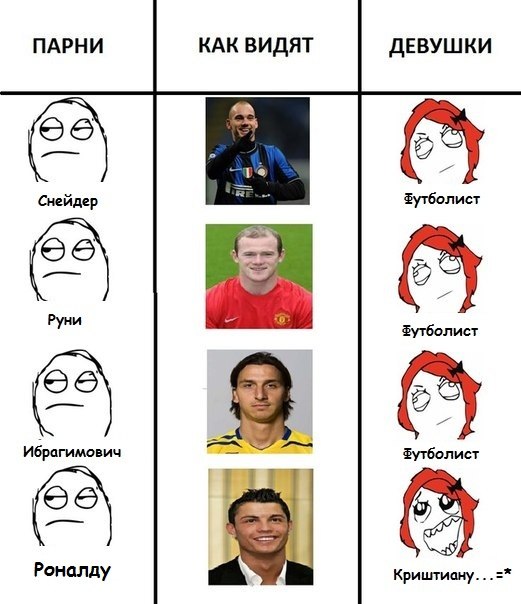 ПАРНИ
КАК ВИДЯТ
ДЕВУШКИ
Снейдер
Футболист
Руни
Футболист
Ибрагимович
Футболист
Роналду
Криштиану...=*